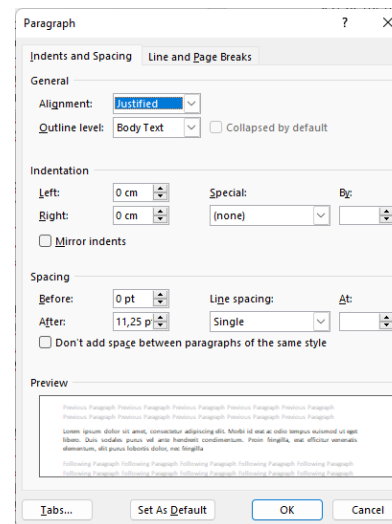 Paragraph ? X
Indents and Spacing Line and Page Breaks
General
Alignment: Justified
Outline level: Body Text Collapsed by default
Indentation
Left: 0 cm Special: By:
Right: 0 cm (none)
Mirror indents
Spacing
Before: 0 pt Line spacing: At:
After: 11,25 p Single
Don't add space between paragraphs of the same style
Preview
Previous Paragraph Previous Paragraph Previous Paragraph Previous Paragraph Previous Paragraph
Previous Paragraph Previous Paragraph Previous Paragraph Previous Paragraph Previous Paragraph
Lorem ipsum dolor sit amet, consectetur adipiscing elit. Morbi id erat ac odio tempus euismod ut eget
libero. Duis sodales purus vel ante hendrerit condimentum. Proin fringilla, erat efficitur venenatis
elementum, elit purus lobortis dolor, nec fringilla
Following Paragraph Following Paragraph Following Paragraph Following Paragraph Following Paragraph
Following Paragraph Following Paragraph Following Paragraph Following Paragraph Following Paragraph
Tabs... Set As Default OK Cancel